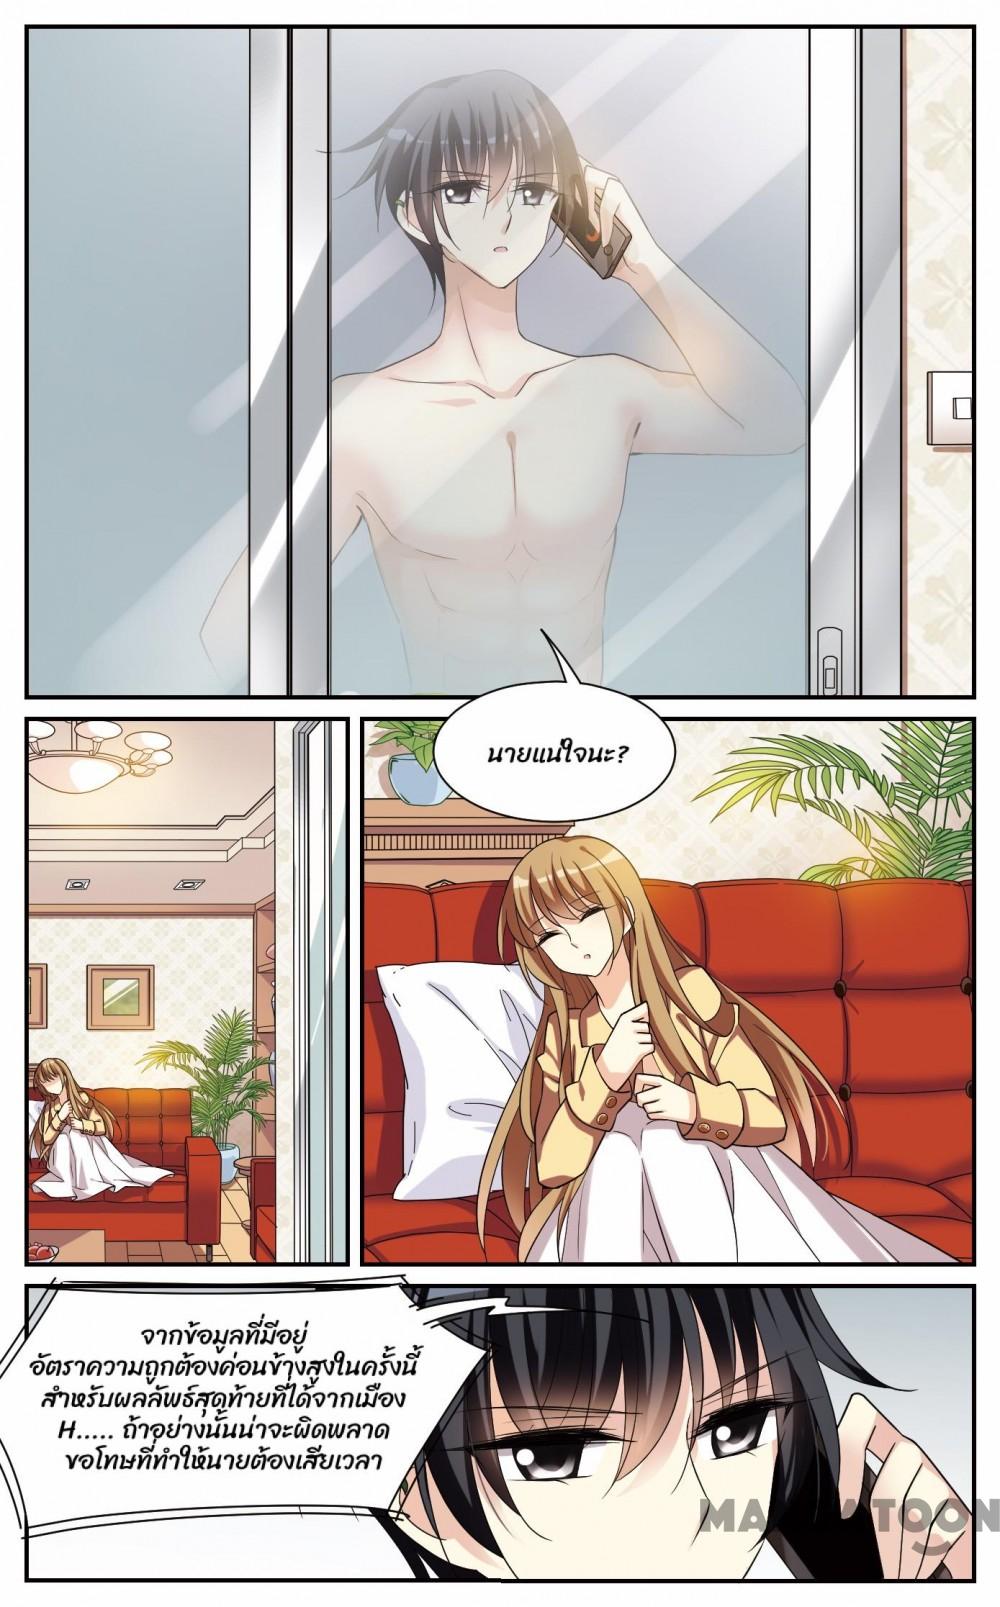 นายแน่ใจนะ?
จากข้อมูลที่มีอยู่
อัตราความถูกต้องค่อนข้างสูงในครั้งนี้
สำหรับผลลัพธ์สุดท้ายที่ได้จากเมือง
H..... ถ้าอย่างนั้นน่าจะผิดพลาด
ขอโทษที่ทำให้นายต้องเสียเวลา
MANGATOON